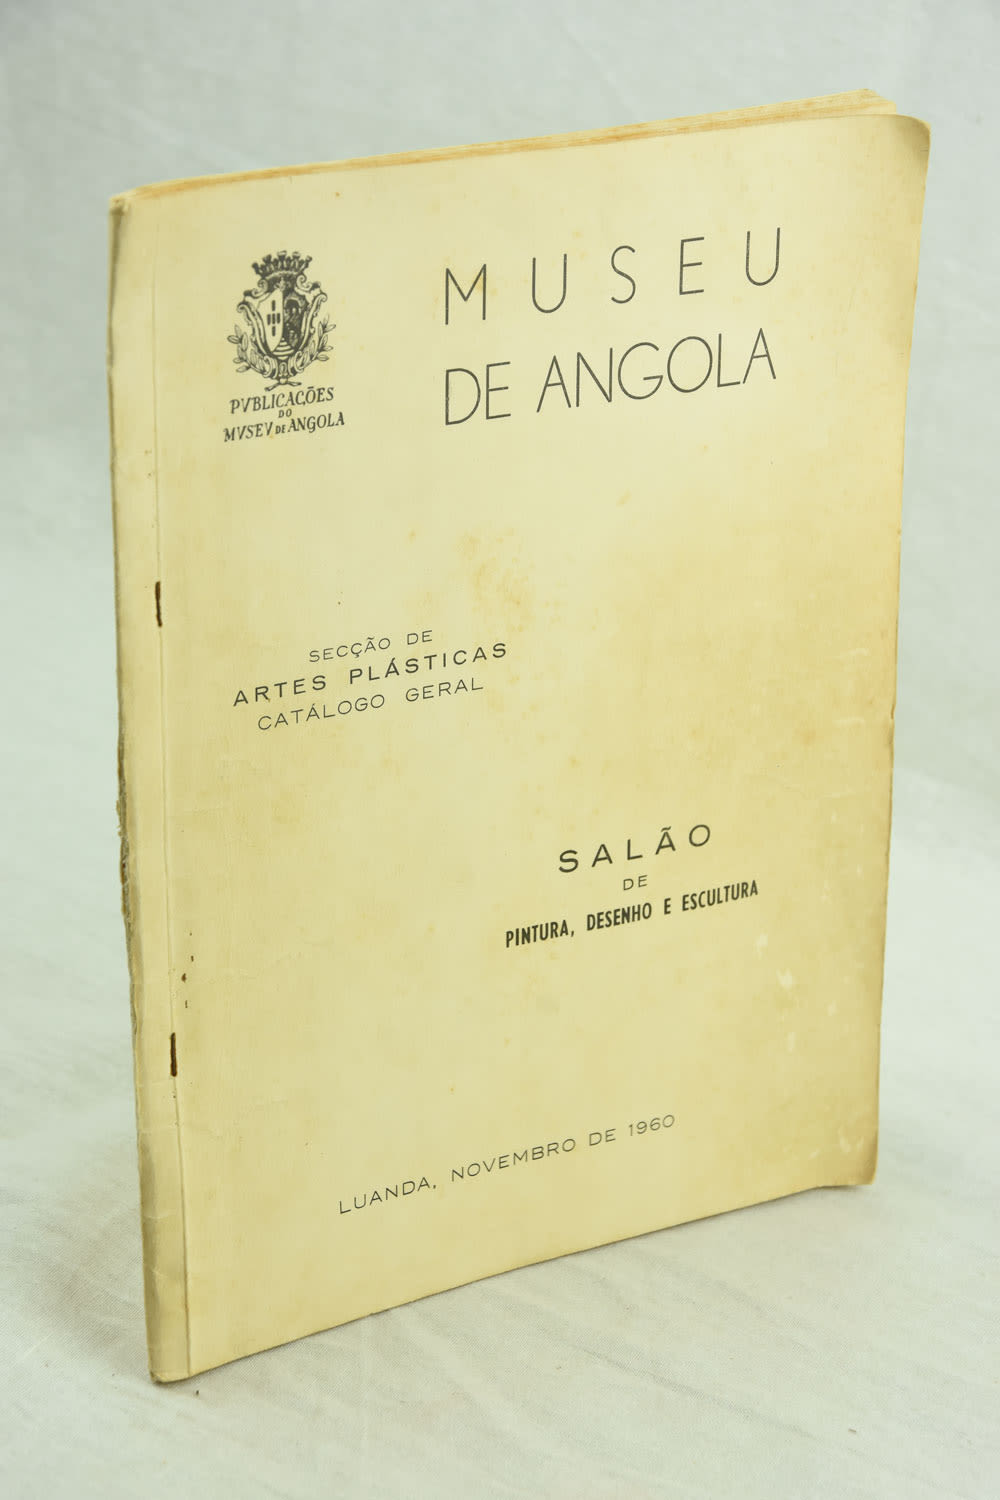 PVBLICAÇÕES
DO
MVSEV DE ANGOLA
MUSEU
DE ANGOLA
SECÇÃO DE
ARTES PLÁSTICAS
CATÁLOGO GERAL
SALÃO
DE
PINTURA, DESENHO E ESCULTURA
LUANDA, NOVEMBRO DE 1960